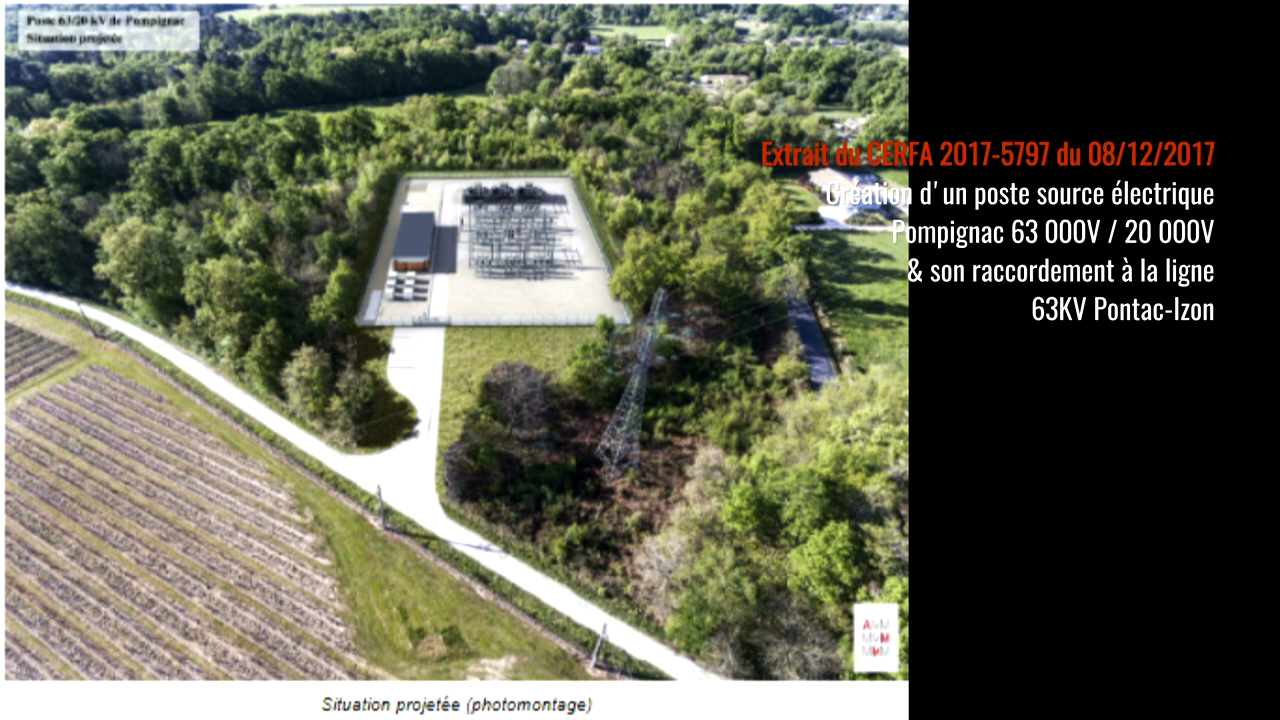 Poste 63/20 kV de Pompignac
Situation projetée
Extrait du CERFA 2017-5797 du 08/12/2017
Création d'un poste source électrique
Pompignac 63 000V / 20 000V
& son raccordement à la ligne
63KV Pontac-Izon
Situation projetée (photomontage)